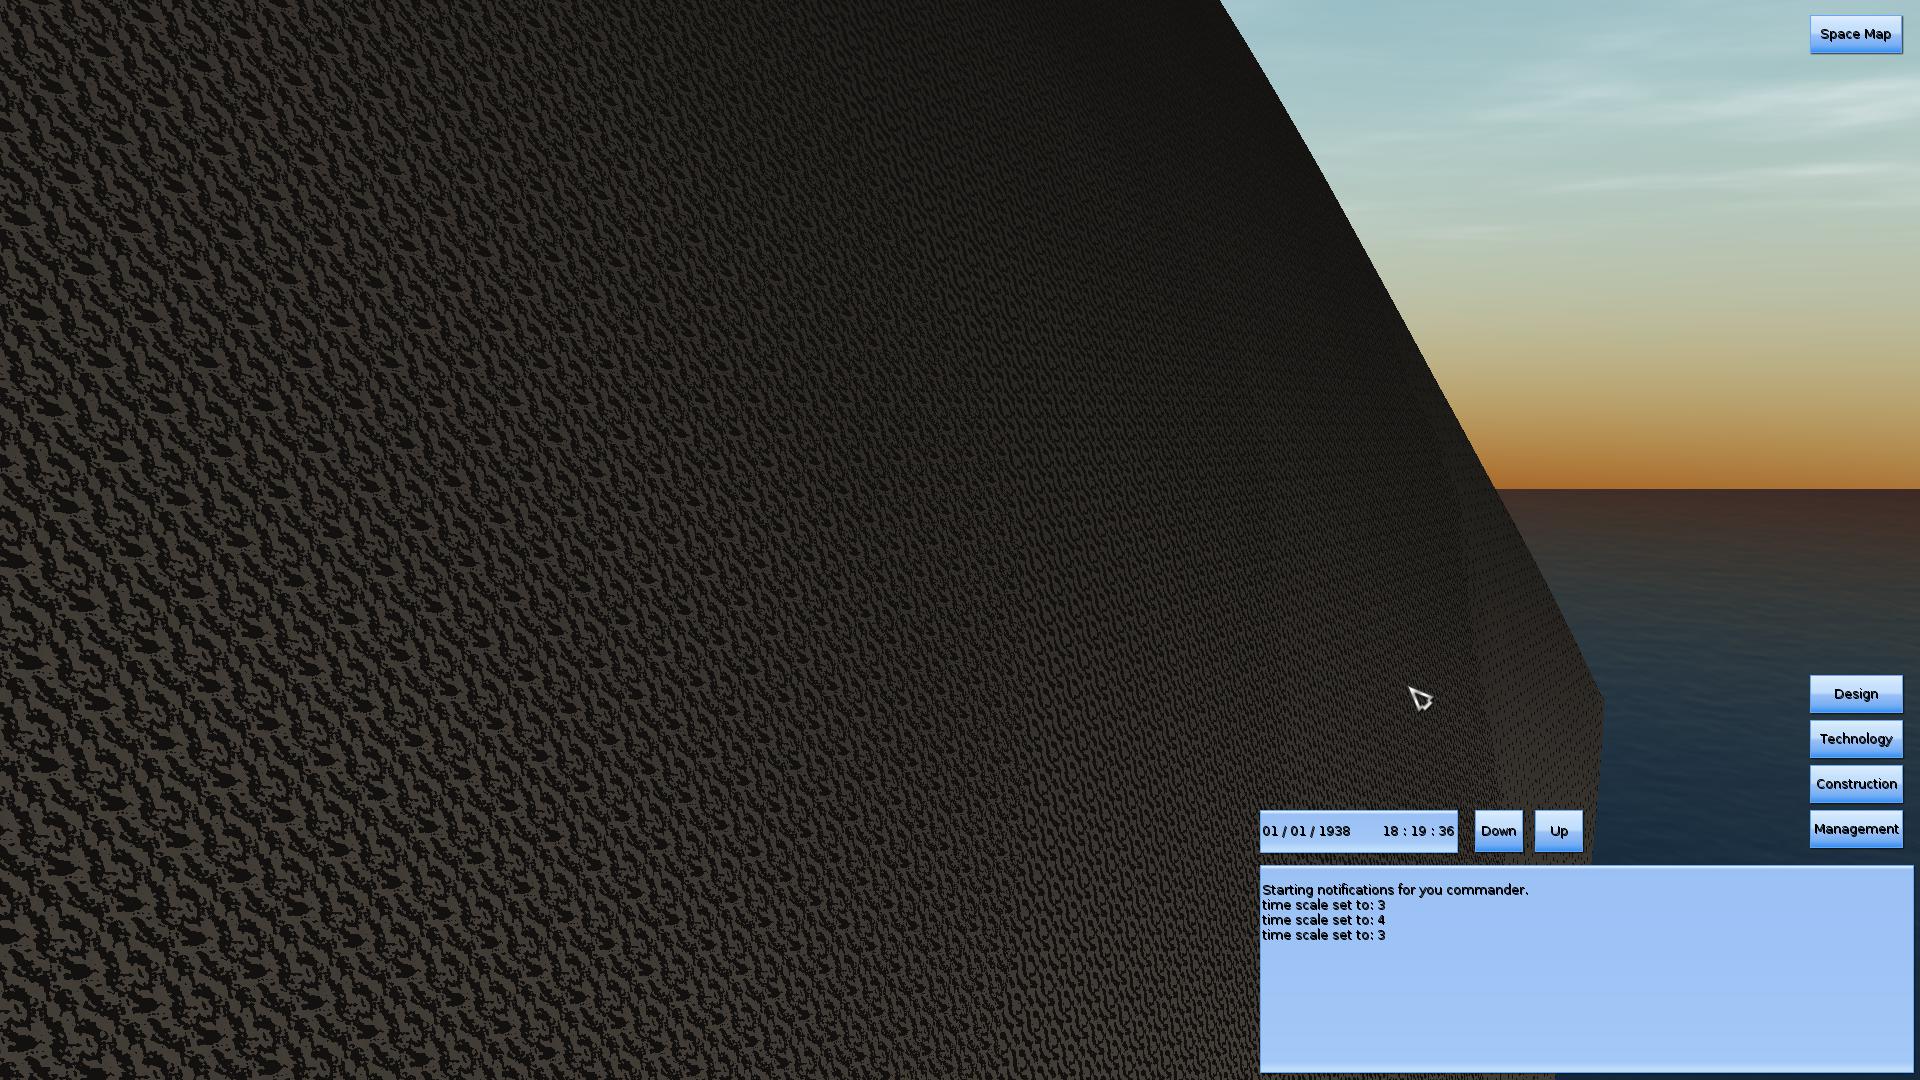 Space Map
Design
Technology
Construction
Management
01 / 01 / 1938 18 : 19 : 36 Down Up
Starting notifications for you commander.
time scale set to: 3
time scale set to: 4
time scale set to: 3